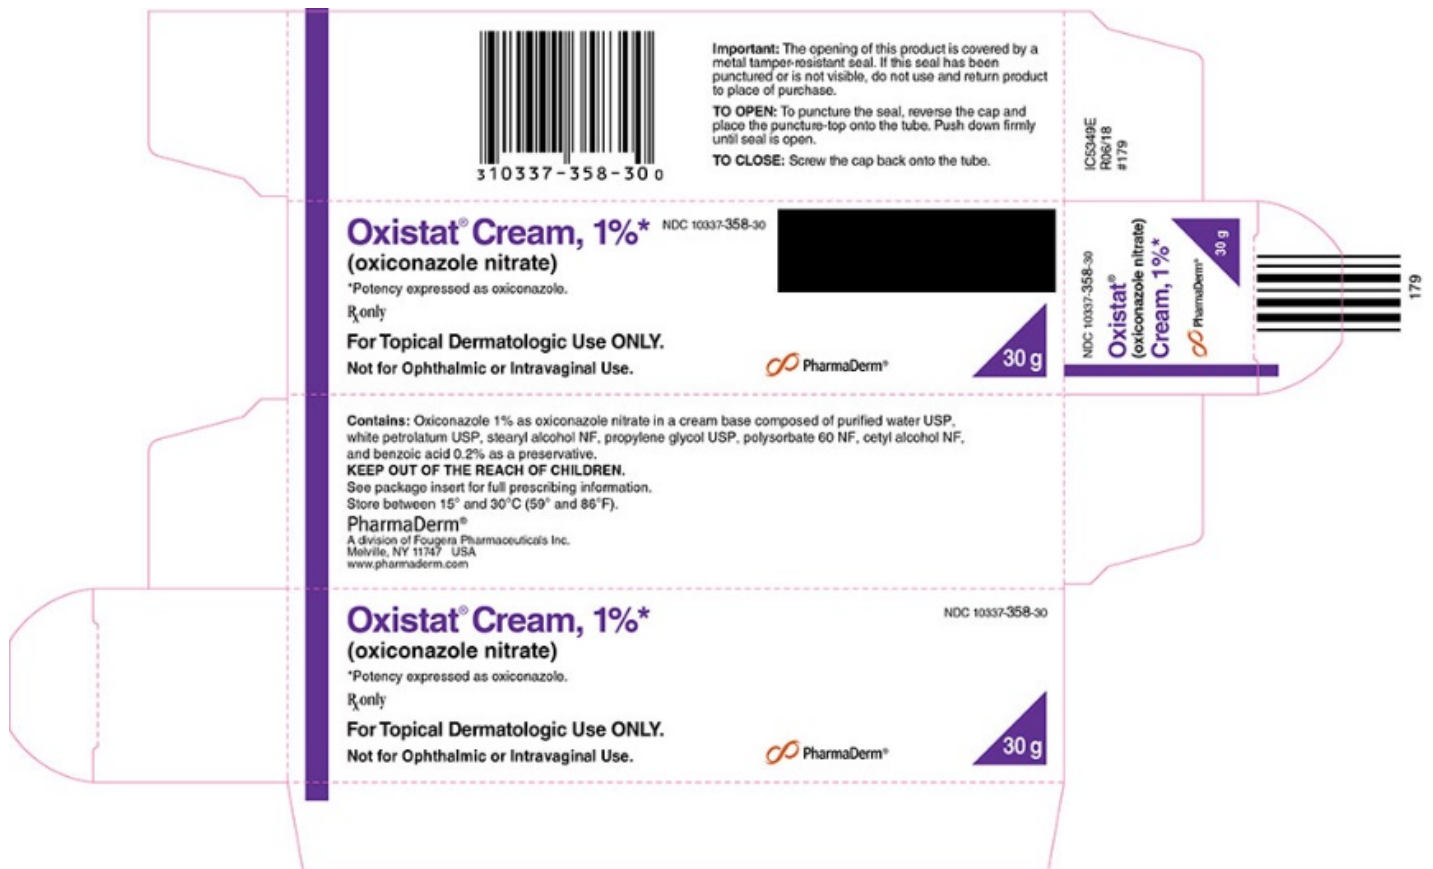 310337-358-300
Important: The opening of this product is covered by a
metal tamper-resistant seal. If this seal has been
punctured or is not visible, do not use and return product
to place of purchase.
TO OPEN: To puncture the seal, reverse the cap and
place the puncture-top onto the tube. Push down firmly
until seal is open.
TO CLOSE: Screw the cap back onto the tube.
IC5349E
R06/18
#179
Oxistat® Cream, 1%*
NDC 10337-358-30
(oxiconazole nitrate)
*Potency expressed as oxiconazole.
℞ only
For Topical Dermatologic Use ONLY.
Not for Ophthalmic or Intravaginal Use.
PharmaDerm®
30 g
NDC 10337-358-30
Oxistat®
(oxiconazole nitrate)
Cream, 1%*
PharmaDerm®
30 g
179
Contains: Oxiconazole 1% as oxiconazole nitrate in a cream base composed of purified water USP,
white petrolatum USP, stearyl alcohol NF, propylene glycol USP, polysorbate 60 NF, cetyl alcohol NF,
and benzoic acid 0.2% as a preservative.
KEEP OUT OF THE REACH OF CHILDREN.
See package insert for full prescribing information.
Store between 15° and 30°C (59° and 86°F).
PharmaDerm®
A division of Fougera Pharmaceuticals Inc.
Melville, NY 11747 USA
www.pharmaderm.com
Oxistat® Cream, 1%*
NDC 10337-358-30
(oxiconazole nitrate)
*Potency expressed as oxiconazole.
℞ only
For Topical Dermatologic Use ONLY.
Not for Ophthalmic or Intravaginal Use.
PharmaDerm®
30 g